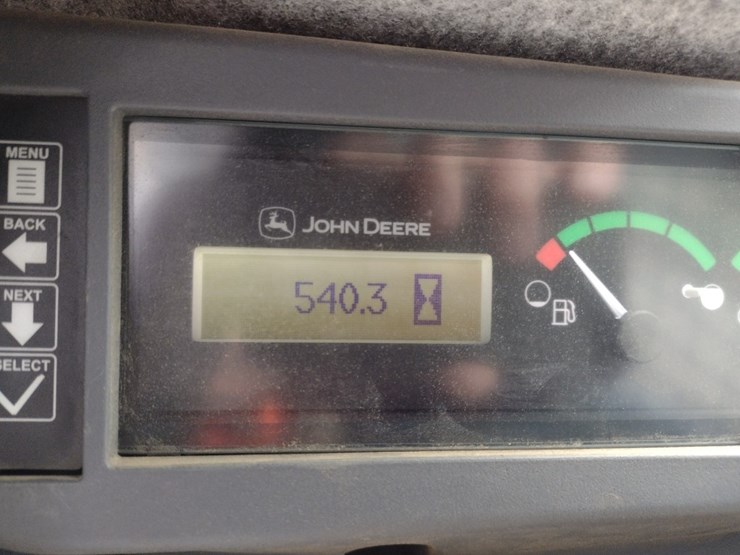 MENU
BACK
NEXT
SELECT
JOHN DEERE
540.3